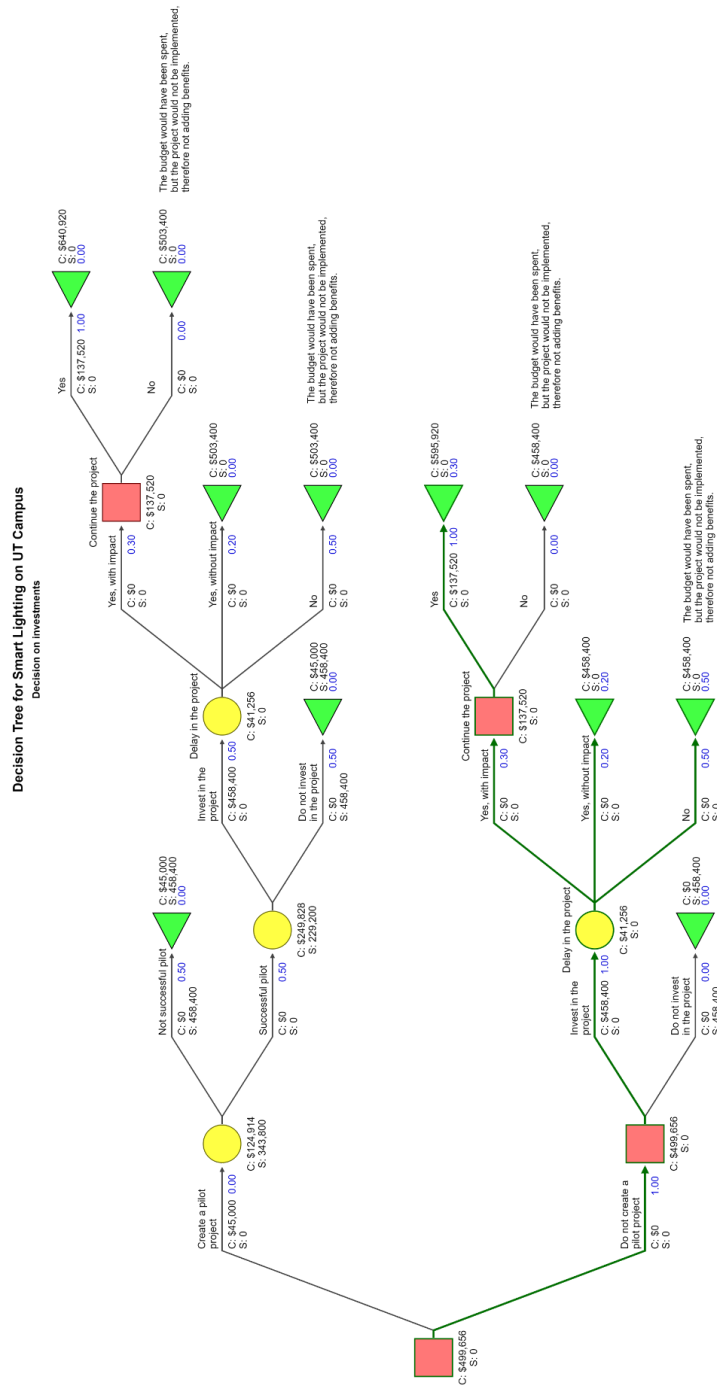 Decision Tree for Smart Lighting on UT Campus
Decision on investments
C: $499,656
S: 0
Create a pilot
project
C: $45,000
S: 0
0.00
C: $124,914
S: 343,800
Not successful pilot
C: $0
S: 458,400
0.50
C: $45,000
S: 458,400
0.00
Successful pilot
C: $0
S: 0
0.50
C: $249,828
S: 229,200
Invest in the
project
C: $458,400
S: 0
0.50
Delay in the project
C: $41,256
S: 0
Yes, with impact
C: $0
S: 0
0.30
Continue the project
C: $137,520
S: 0
Yes
C: $137,520
S: 0
1.00
C: $640,920
S: 0
0.00
No
C: $0
S: 0
0.00
C: $503,400
S: 0
0.00
The budget would have been spent,
but the project would not be implemented,
therefore not adding benefits.
Yes, without impact
C: $0
S: 0
0.20
C: $503,400
S: 0
0.00
No
C: $0
S: 0
0.50
C: $503,400
S: 0
0.00
The budget would have been spent,
but the project would not be implemented,
therefore not adding benefits.
Do not invest
in the project
C: $0
S: 458,400
0.50
C: $45,000
S: 458,400
0.00
Do not create a
pilot project
C: $0
S: 0
1.00
C: $499,656
S: 0
Invest in the
project
C: $458,400
S: 0
1.00
Delay in the project
C: $41,256
S: 0
Yes, with impact
C: $0
S: 0
0.30
Continue the project
C: $137,520
S: 0
Yes
C: $137,520
S: 0
1.00
C: $595,920
S: 0
0.30
No
C: $0
S: 0
0.00
C: $458,400
S: 0
0.00
The budget would have been spent,
but the project would not be implemented,
therefore not adding benefits.
Yes, without impact
C: $0
S: 0
0.20
C: $458,400
S: 0
0.20
No
C: $0
S: 0
0.50
C: $458,400
S: 0
0.50
The budget would have been spent,
but the project would not be implemented,
therefore not adding benefits.
Do not invest
in the project
C: $0
S: 458,400
0.00
C: $0
S: 458,400
0.00